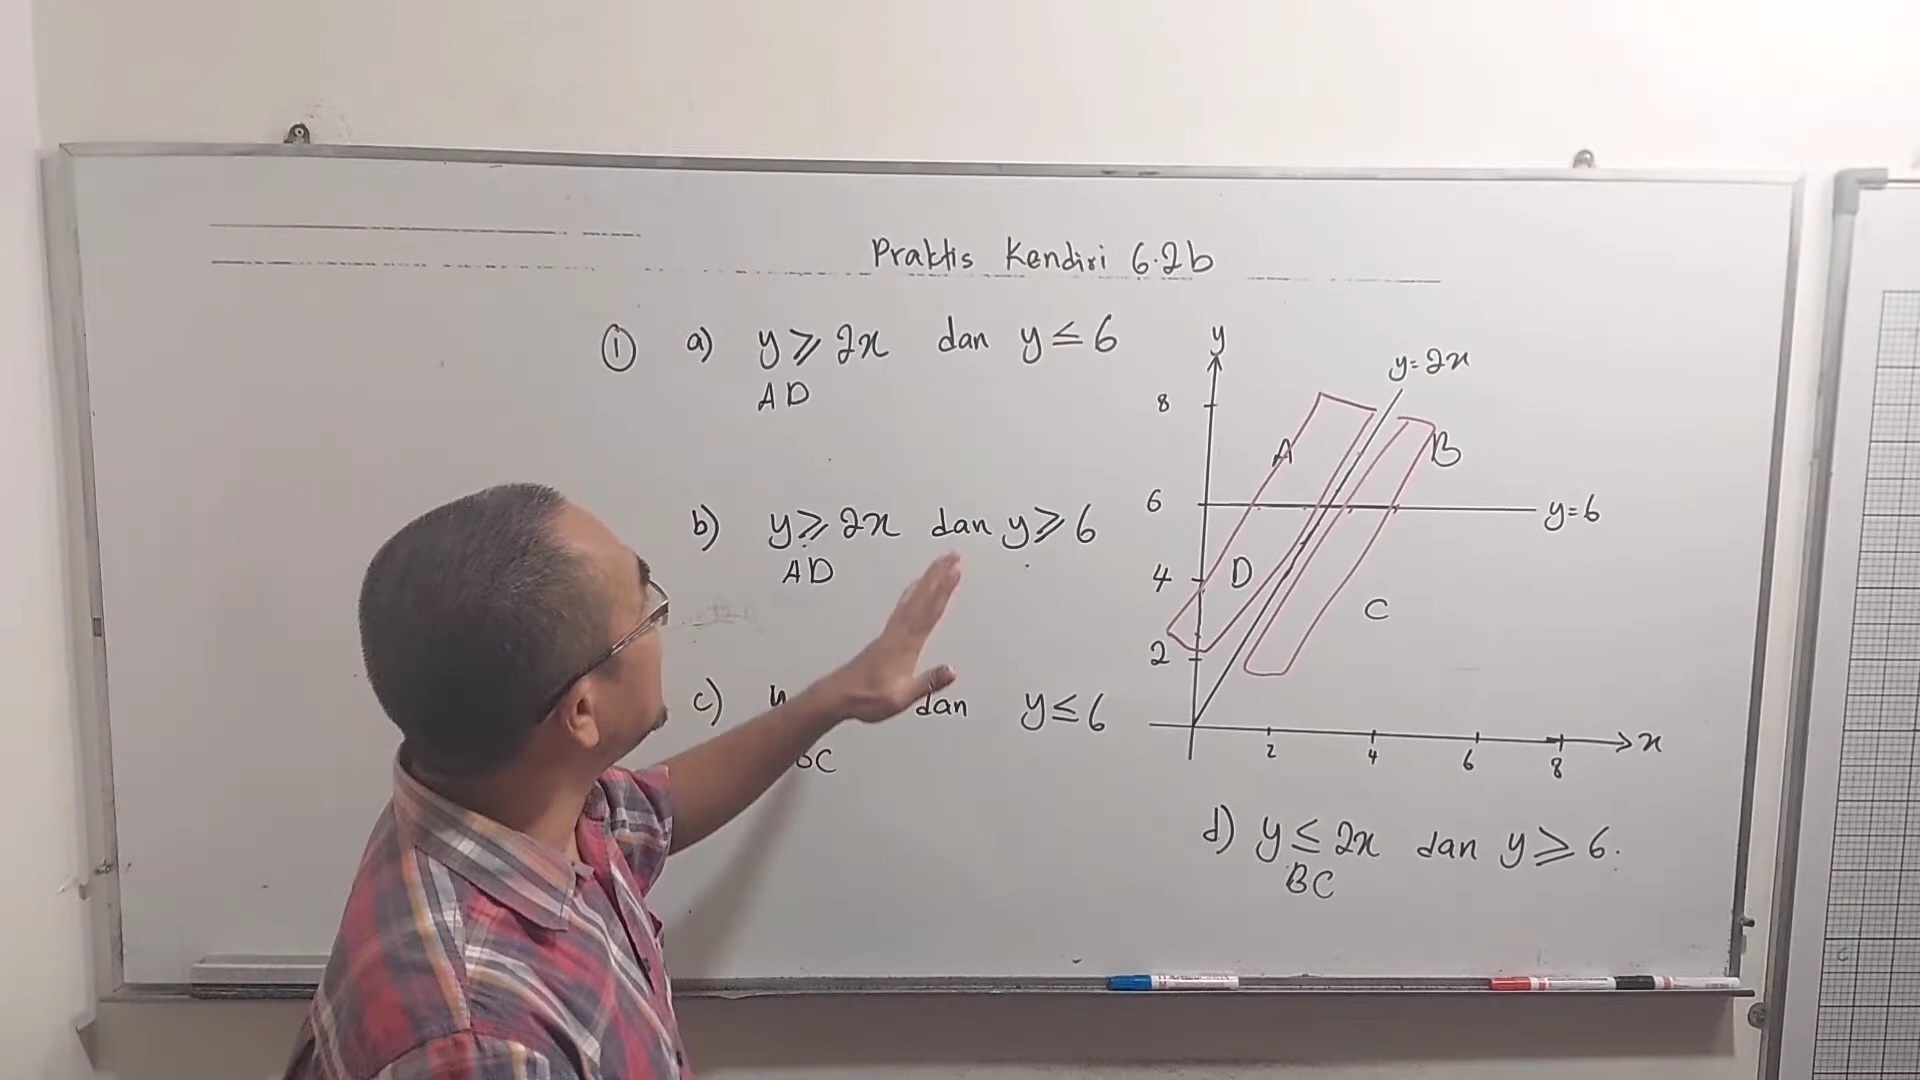 Praktis Kendiri 6.2b
① a) y ⩾ 2x dan y ≤ 6
AD
b) y ⩾ 2x dan y ⩾ 6
AD
c) dan y ≤ 6
BC
y
y=2x
8
A
B
6
y=6
4
D
C
2
x
2 4 6 8
d) y ≤ 2x dan y ⩾ 6.
BC